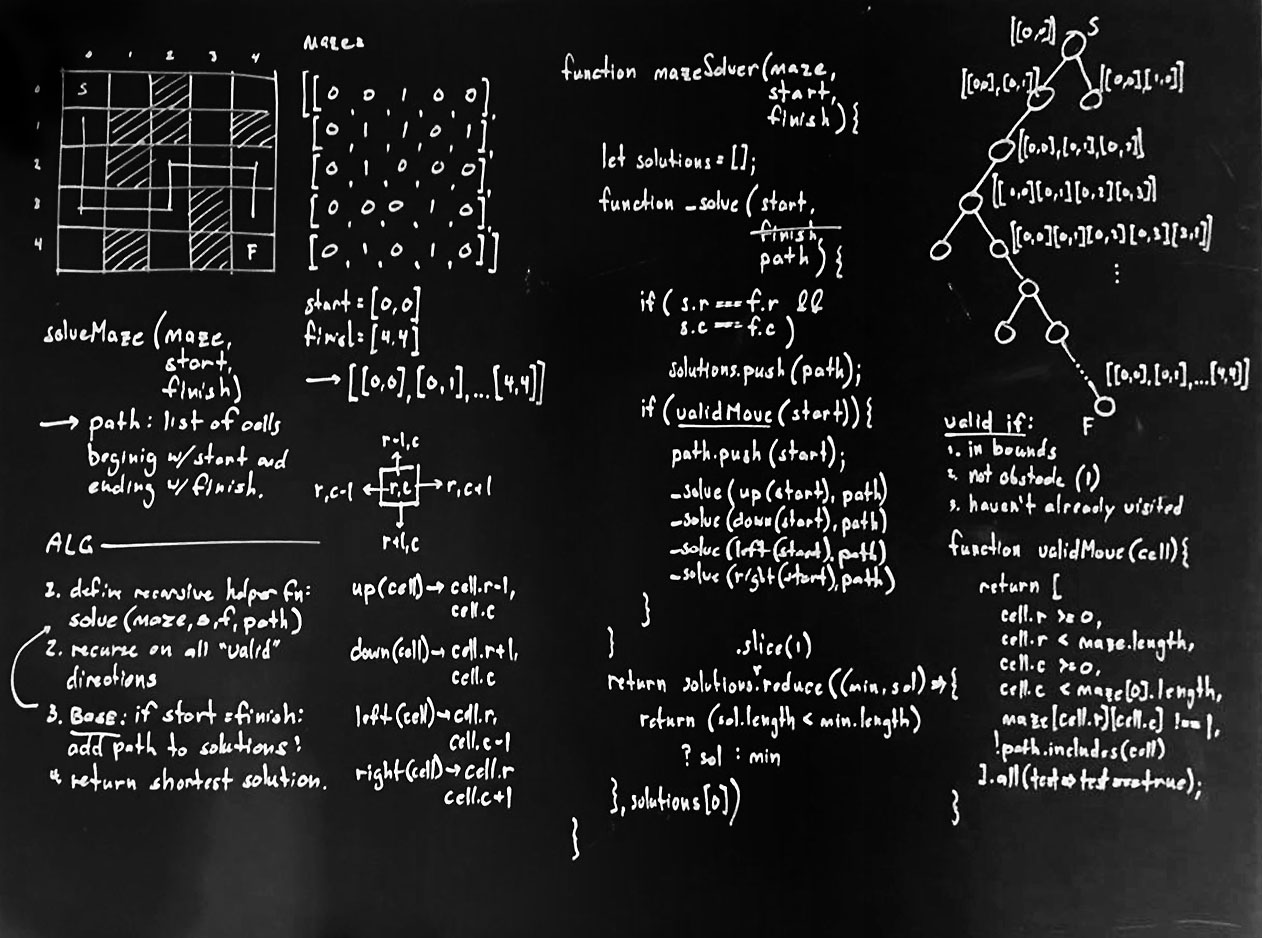 0 1 2 3 4
0 S
1
2
3
4 F
Mazes
[[0, 0, 1, 0, 0],
[0, 1, 1, 0, 1],
[0, 1, 0, 0, 0],
[0, 0, 0, 1, 0],
[0, 1, 0, 1, 0]]
start = [0,0]
finish = [4,4]
→ [[0,0],[0,1],...[4,4]]
solveMaze (maze,
start,
finish)
→ path: list of cells
beginig w/start and
ending w/ finish.
r-1,c
r,c-1 ← r,c → r,c+1
r+1,c
ALG
1. define recursive helper fn:
solve (maze, s, f, path)
2. recurse on all "valid"
directions
3. BASE: if start = finish:
add path to solutions!
4. return shortest solution.
up(cell) → cell.r-1,
cell.c
down(cell) → cell.r+1,
cell.c
left(cell) → cell.r,
cell.c-1
right(cell) → cell.r
cell.c+1
function mazeSolver(maze,
start,
finish) {
let solutions = [];
function _solve (start,
finish,
path) {
if ( s.r === f.r &&
s.c === f.c )
solutions.push(path);
if (validMove(start)) {
path.push(start);
_solve (up(start), path)
_solve (down(start), path)
_solve (left(start), path)
_solve (right(start), path)
}
}
.slice(1)
return solutions.reduce((min, sol) => {
return (sol.length < min.length)
? sol : min
}, solutions[0])
}
[[0,0]] S
[[0,0],[0,1]] [[0,0][1,0]]
[[0,0],[0,1],[0,2]]
[[0,0][0,1][0,2][0,3]]
[[0,0][0,1][0,2][0,3][2,1]]
⋮
[[0,0],[0,1],...[4,4]]
F
valid if:
1. in bounds
2. not obstacle (1)
3. haven't already visited
function validMove(cell){
return [
cell.r >= 0,
cell.r < maze.length,
cell.c >= 0,
cell.c < maze[0].length,
maze[cell.r][cell.c] !== 1,
!path.includes(cell)
].all(test => test === true);
}